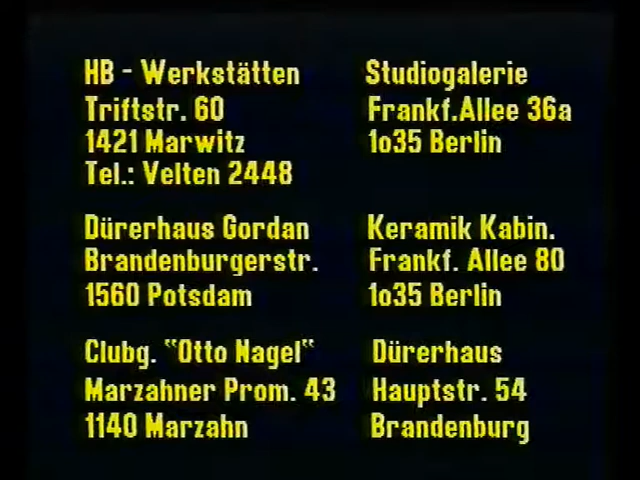 HB - Werkstätten
Triftstr. 60
1421 Marwitz
Tel.: Velten 2448
Studiogalerie
Frankf.Allee 36a
1o35 Berlin
Dürerhaus Gordan
Brandenburgerstr.
1560 Potsdam
Keramik Kabin.
Frankf. Allee 80
1o35 Berlin
Clubg. "Otto Nagel"
Marzahner Prom. 43
1140 Marzahn
Dürerhaus
Hauptstr. 54
Brandenburg